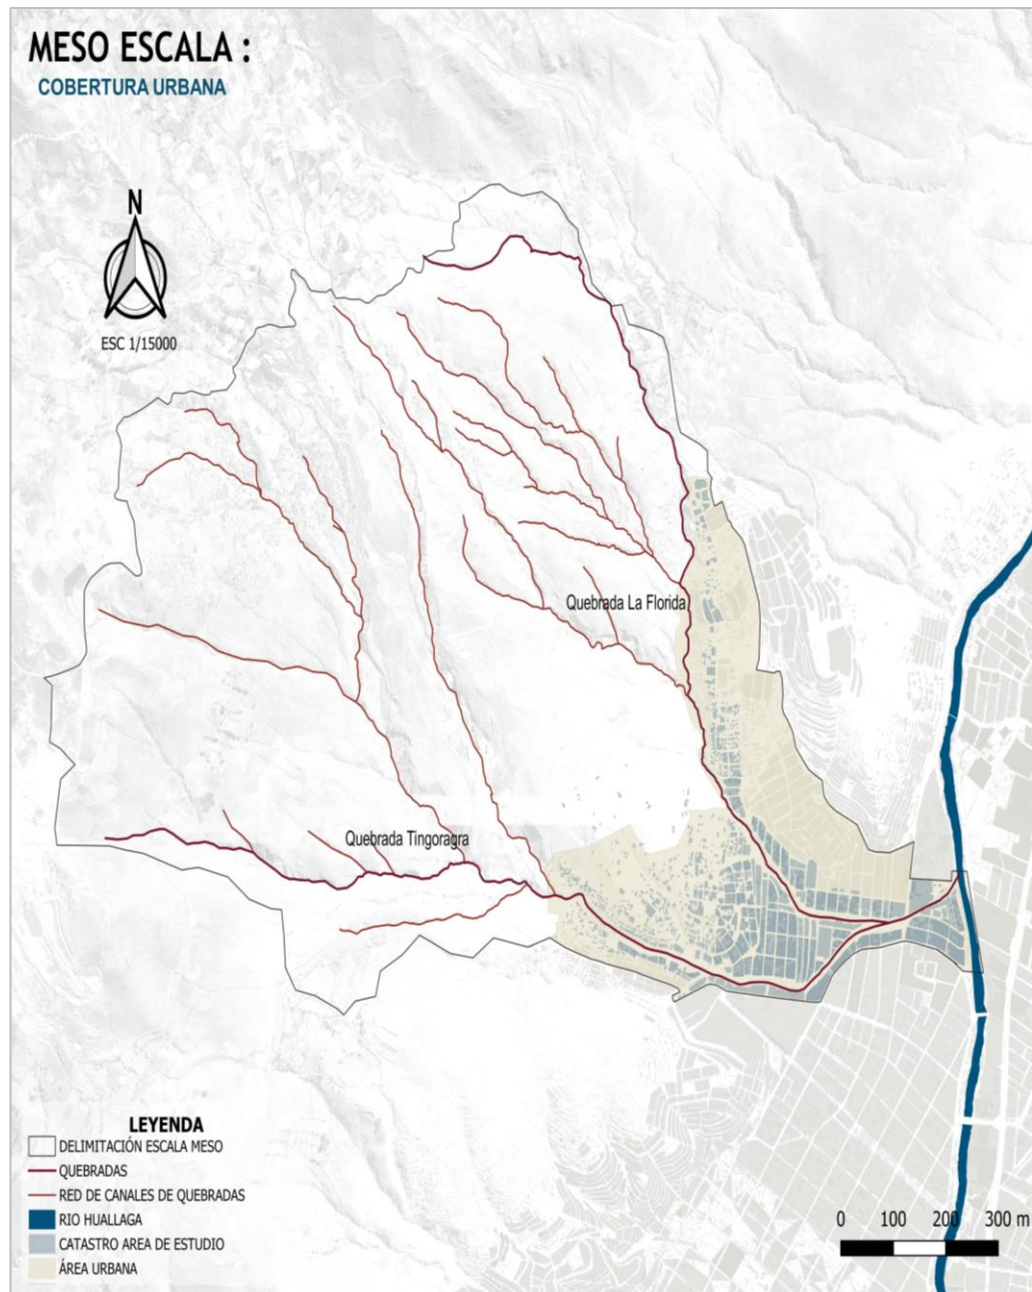 MESO ESCALA :
COBERTURA URBANA
N
ESC 1/15000
Quebrada La Florida
Quebrada Tingoragra
LEYENDA
DELIMITACIÓN ESCALA MESO
QUEBRADAS
RED DE CANALES DE QUEBRADAS
RIO HUALLAGA
CATASTRO AREA DE ESTUDIO
ÁREA URBANA
0 100 200 300 m